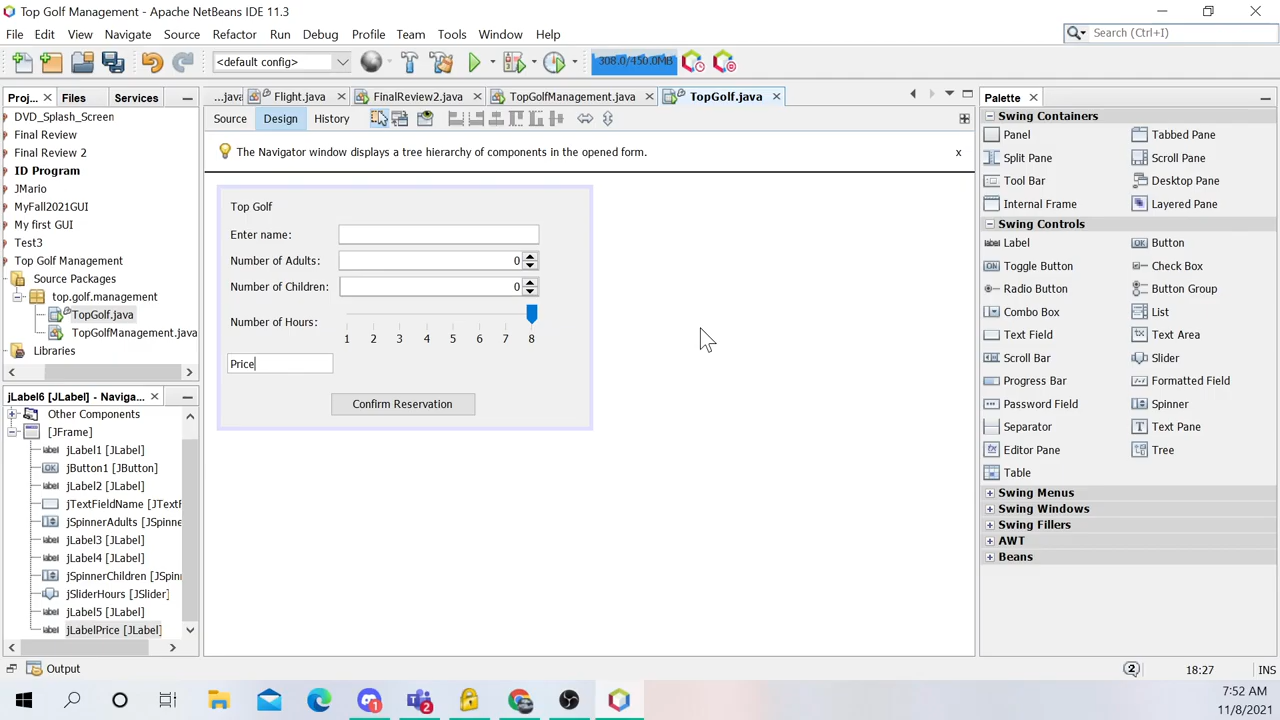 Top Golf Management - Apache NetBeans IDE 11.3
File Edit View Navigate Source Refactor Run Debug Profile Team Tools Window Help
Search (Ctrl+I)
<default config>
308.0/450.0MB
Proj... Files Services
...java Flight.java FinalReview2.java TopGolfManagement.java TopGolf.java
Palette
Source Design History
The Navigator window displays a tree hierarchy of components in the opened form. x
DVD_Splash_Screen
Final Review
Final Review 2
ID Program
JMario
MyFall2021GUI
My first GUI
Test3
Top Golf Management
Source Packages
top.golf.management
TopGolf.java
TopGolfManagement.java
Libraries
jLabel6 [JLabel] - Naviga...
Other Components
[JFrame]
jLabel1 [JLabel]
jButton1 [JButton]
jLabel2 [JLabel]
jTextFieldName [JTextF
jSpinnerAdults [JSpinne
jLabel3 [JLabel]
jLabel4 [JLabel]
jSpinnerChildren [JSpin
jSliderHours [JSlider]
jLabel5 [JLabel]
jLabelPrice [JLabel]
Top Golf
Enter name:
Number of Adults: 0
Number of Children: 0
Number of Hours:
1 2 3 4 5 6 7 8
Price
Confirm Reservation
Swing Containers
Panel Tabbed Pane
Split Pane Scroll Pane
Tool Bar Desktop Pane
Internal Frame Layered Pane
Swing Controls
Label Button
Toggle Button Check Box
Radio Button Button Group
Combo Box List
Text Field Text Area
Scroll Bar Slider
Progress Bar Formatted Field
Password Field Spinner
Separator Text Pane
Editor Pane Tree
Table
Swing Menus
Swing Windows
Swing Fillers
AWT
Beans
Output
2 18:27 INS
1 2
7:52 AM
11/8/2021